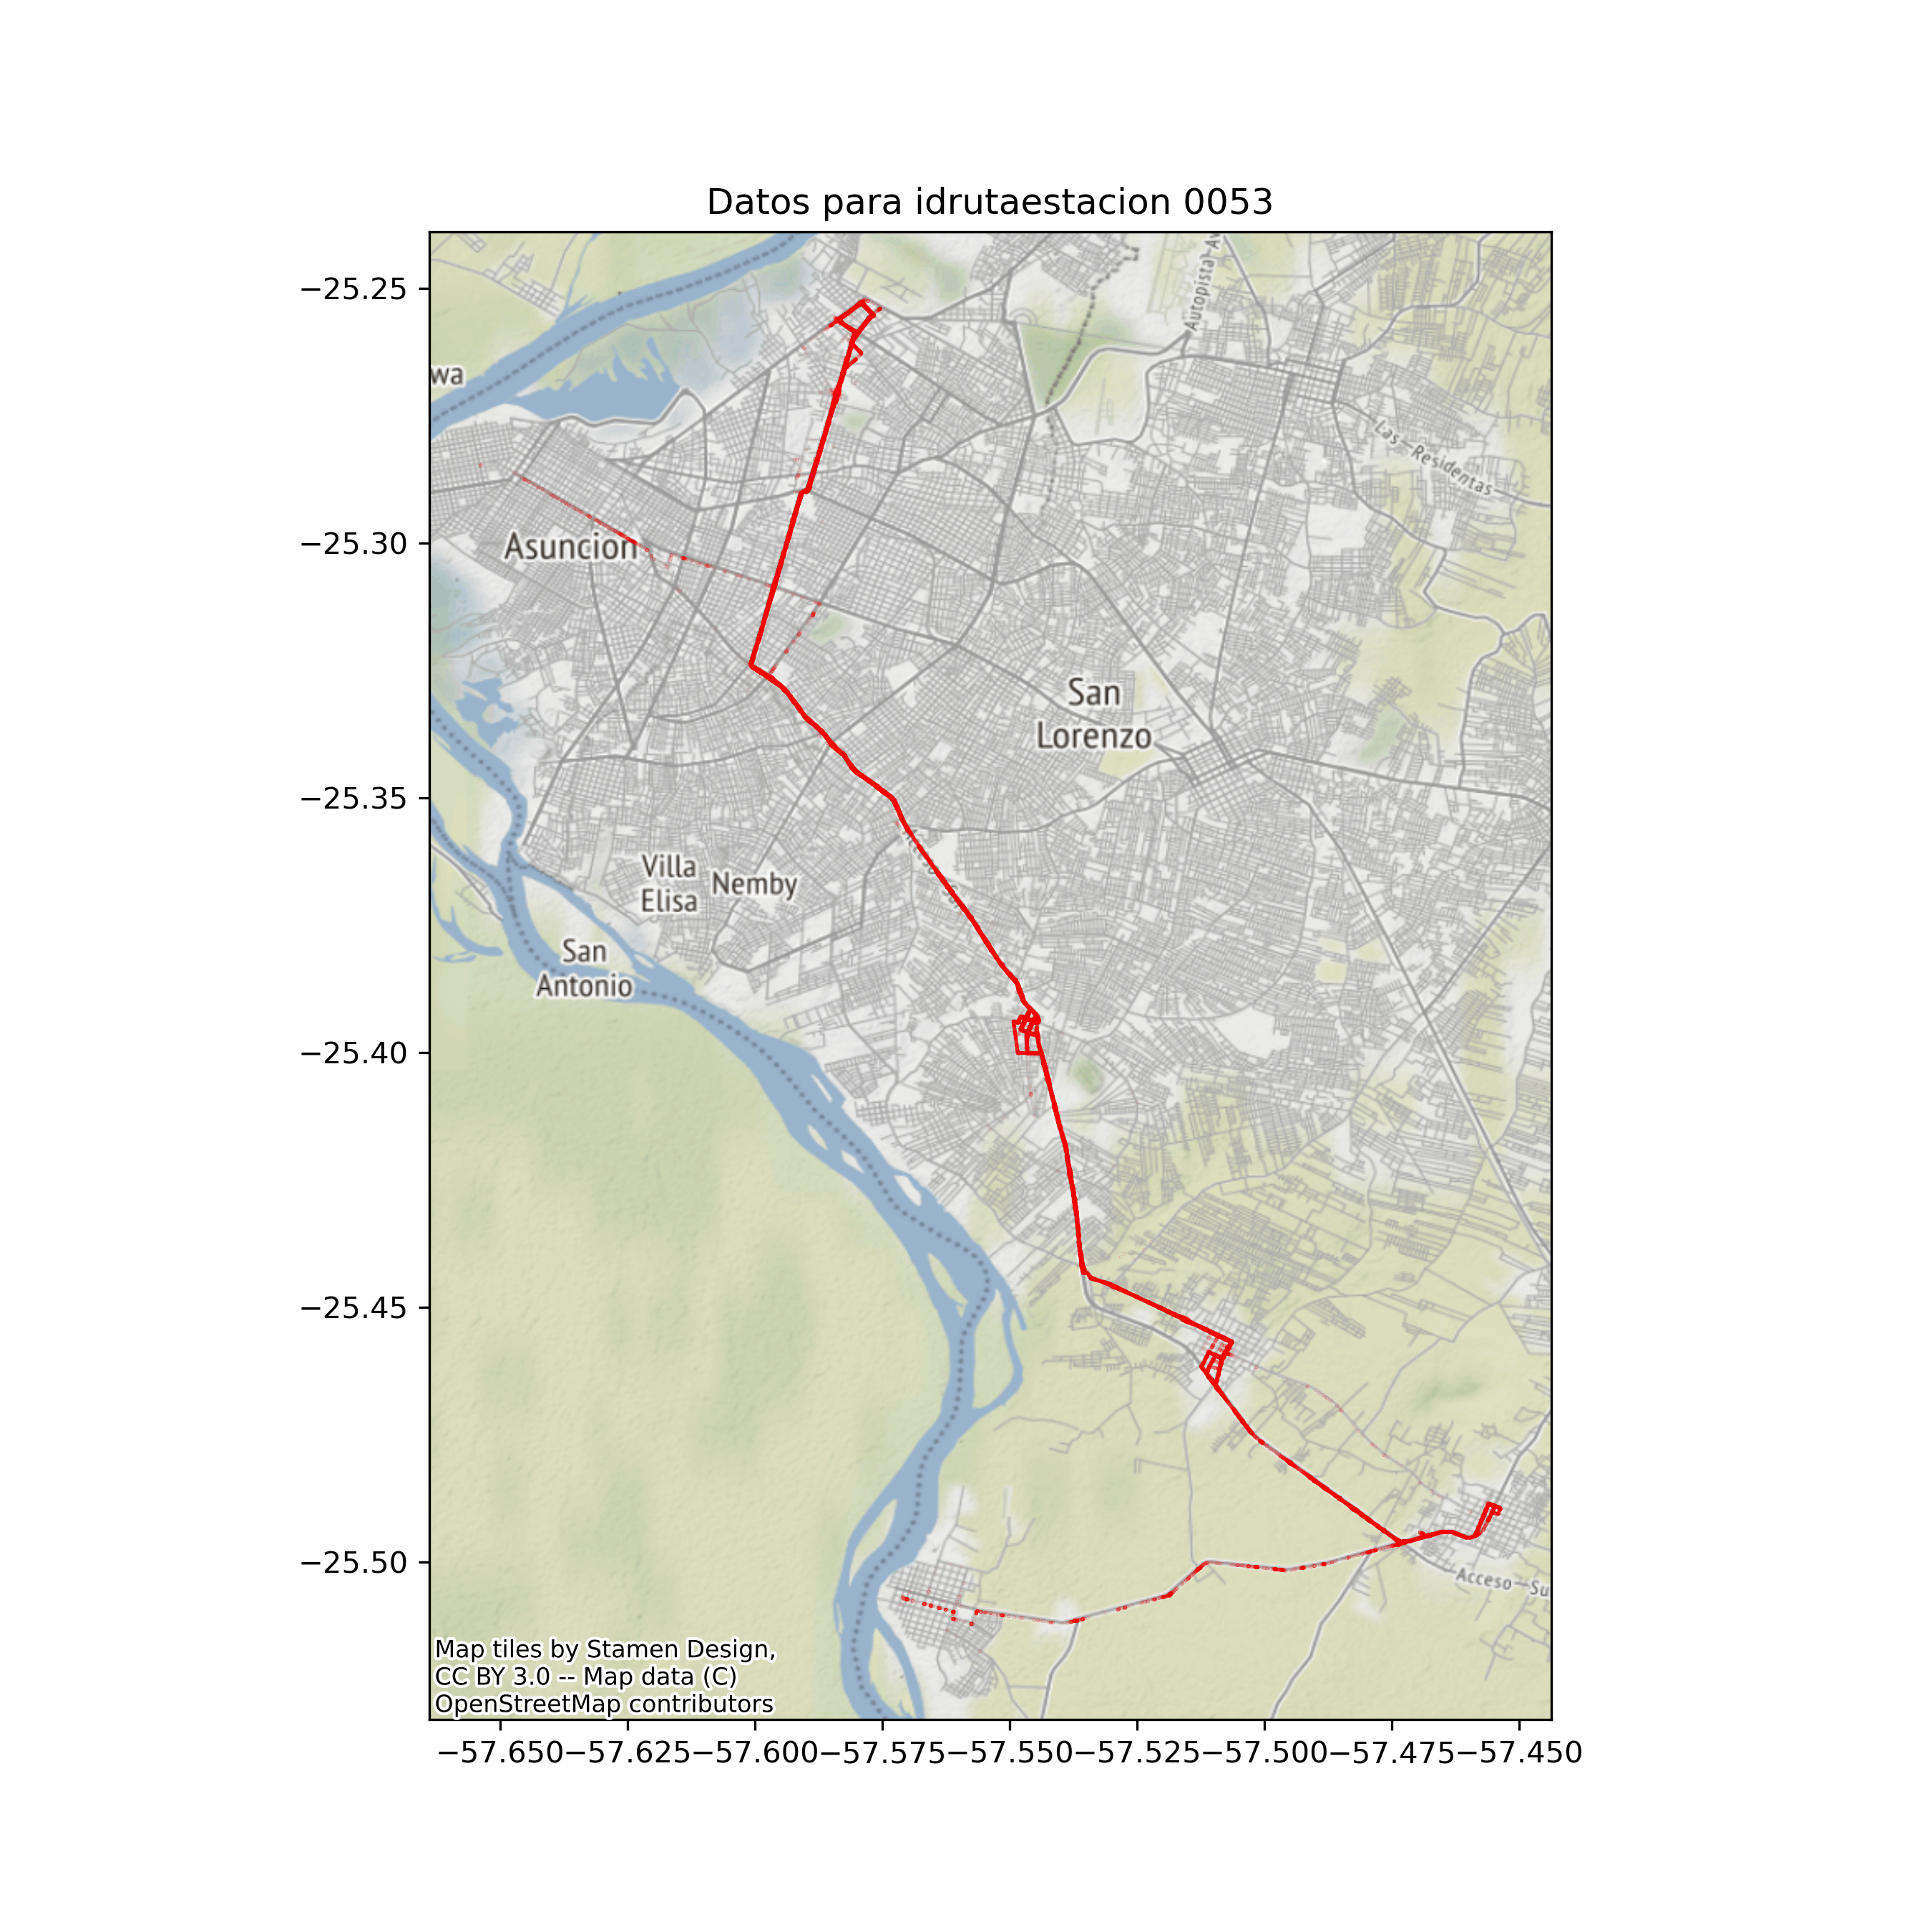 Datos para idrutaestacion 0053
−25.25
−25.30
−25.35
−25.40
−25.45
−25.50
wa
Autopista Av
Las Residentas
Asuncion
San
Lorenzo
Villa
Elisa
Nemby
San
Antonio
Acceso Su
Map tiles by Stamen Design,
CC BY 3.0 -- Map data (C)
OpenStreetMap contributors
−57.650 −57.625 −57.600 −57.575 −57.550 −57.525 −57.500 −57.475 −57.450